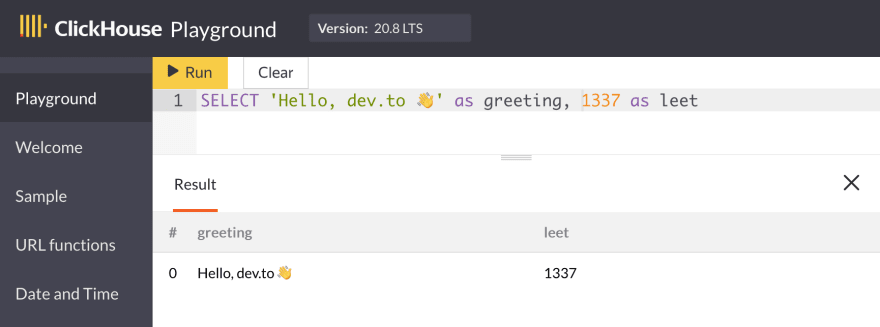 ClickHouse Playground Version: 20.8 LTS
Run Clear
Playground
Welcome
Sample
URL functions
Date and Time
1 SELECT 'Hello, dev.to 👋' as greeting, 1337 as leet
Result
# greeting leet
0 Hello, dev.to 👋 1337